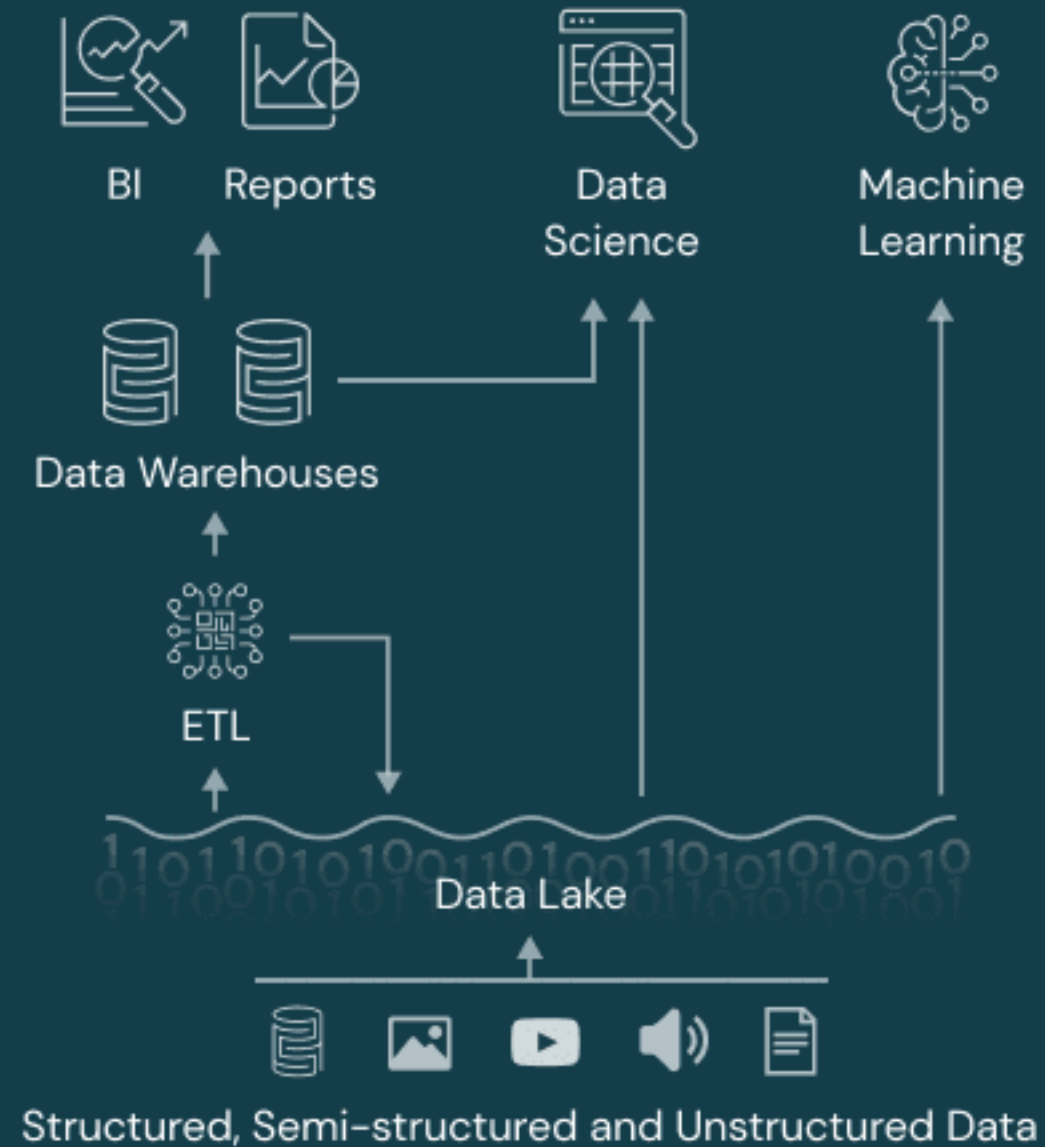 BI
Reports
Data
Science
Machine
Learning
Data Warehouses
ETL
Data Lake
Structured, Semi-structured and Unstructured Data